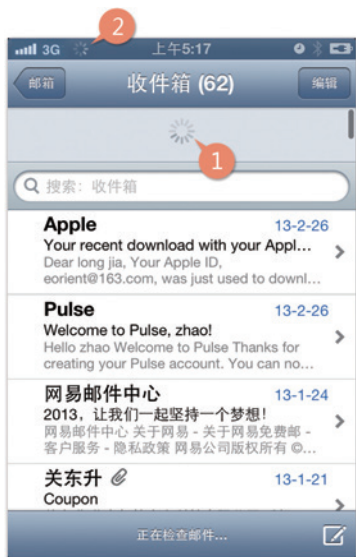 2
3G 上午5:17
邮箱 收件箱 (62) 编辑
1
搜索：收件箱
Apple 13-2-26
Your recent download with your Appl...
Dear long jia, Your Apple ID,
eorient@163.com, was just used to downl...
Pulse 13-2-26
Welcome to Pulse, zhao!
Hello zhao Welcome to Pulse Thanks for
creating your Pulse account. You can no...
网易邮件中心 13-1-24
2013，让我们一起坚持一个梦想！
网易邮件中心 关于网易 - 关于网易免费邮 -
客户服务 - 隐私政策 网易公司版权所有 ©...
关东升 13-1-21
Coupon
正在检查邮件...